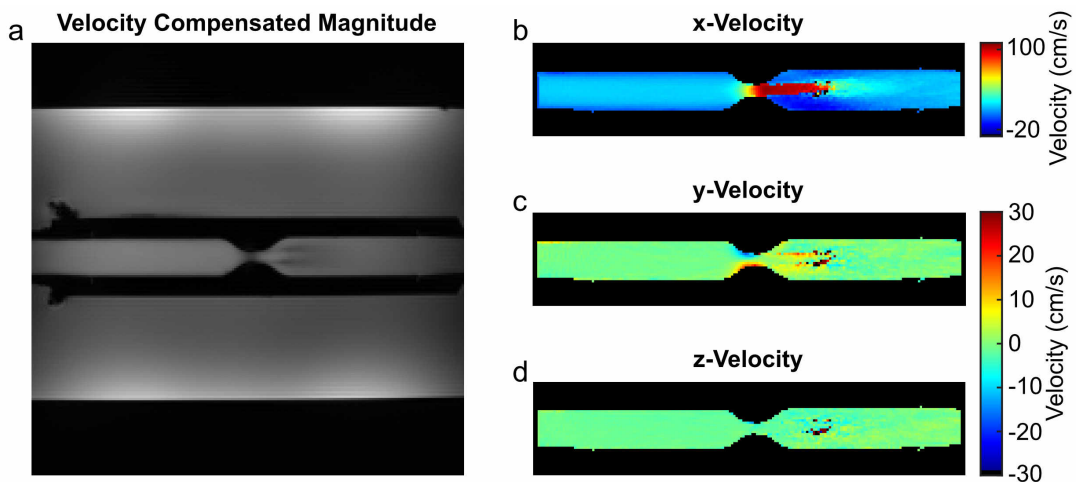 a
Velocity Compensated Magnitude
b
x-Velocity
100
-20
Velocity (cm/s)
c
y-Velocity
d
z-Velocity
30
20
10
0
-10
-20
-30
Velocity (cm/s)